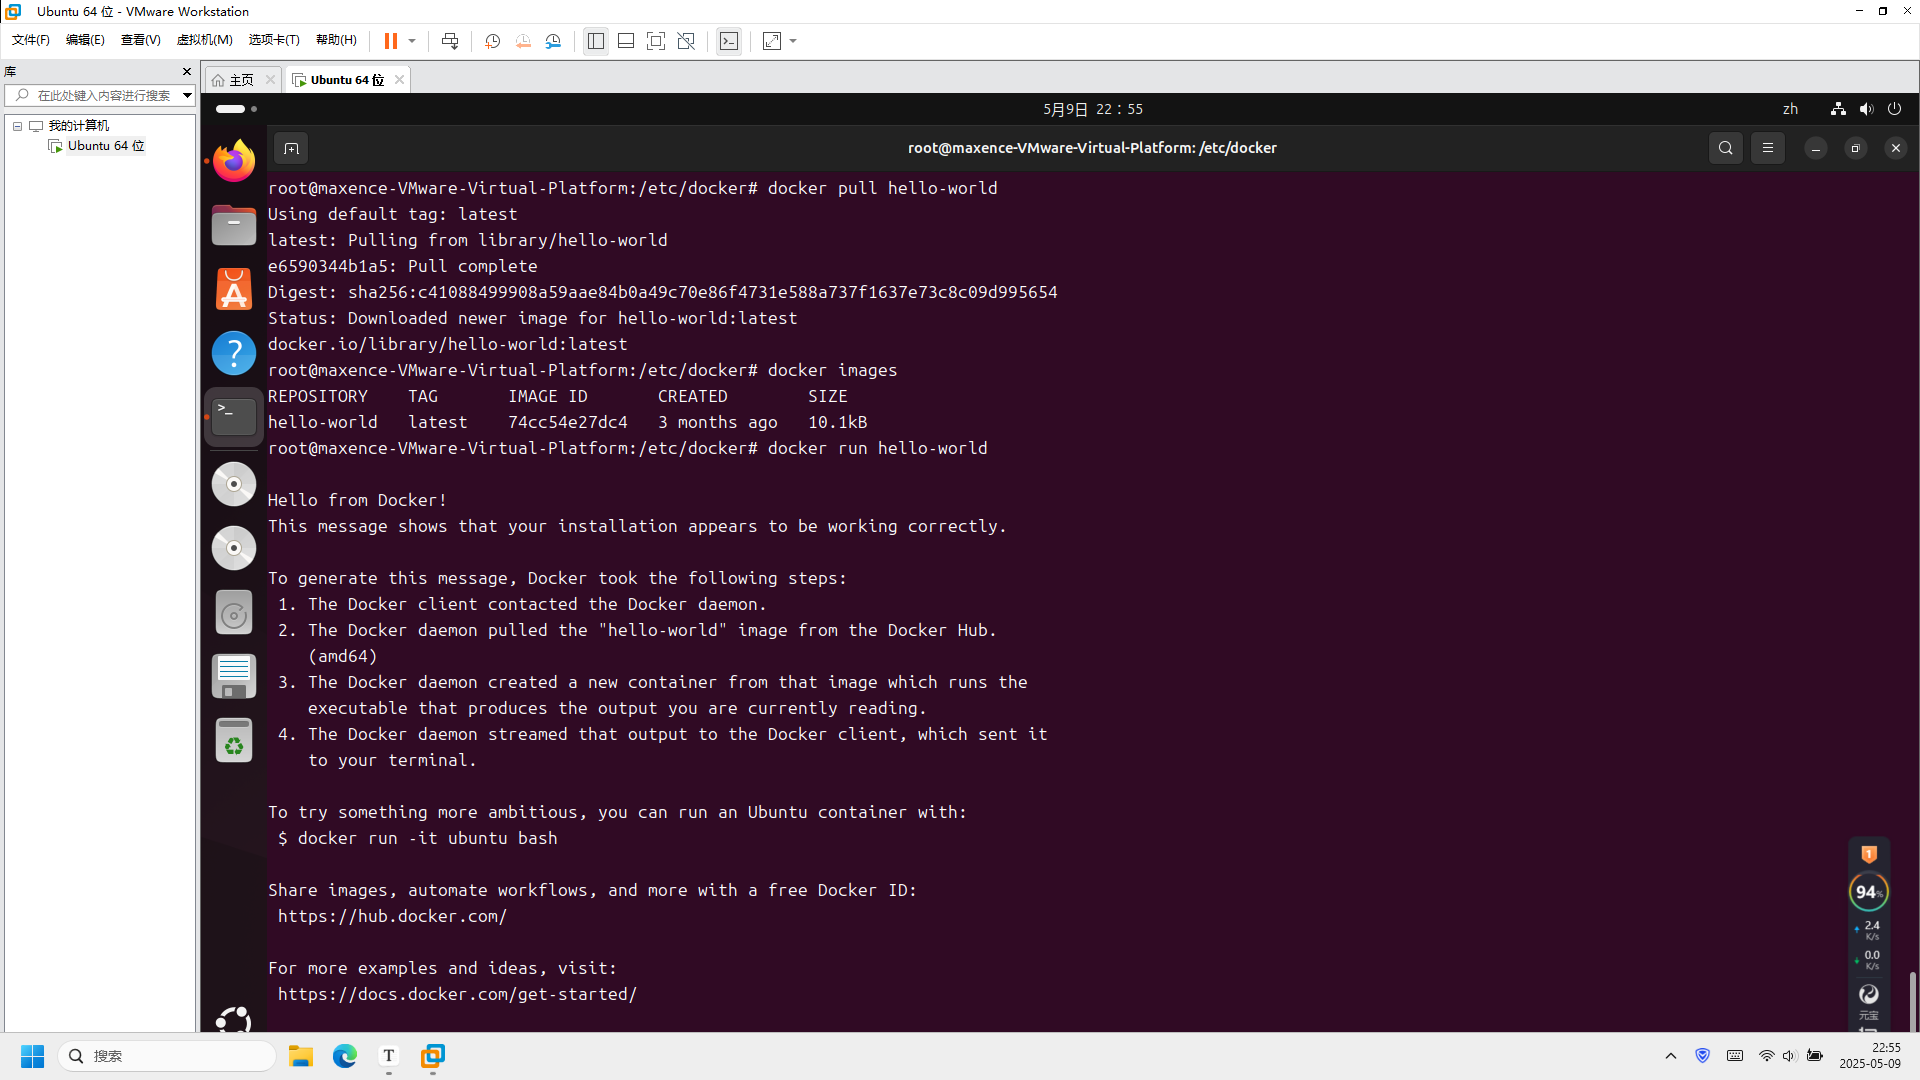 Ubuntu 64 位 - VMware Workstation
文件(F) 编辑(E) 查看(V) 虚拟机(M) 选项卡(T) 帮助(H)
库
主页
Ubuntu 64 位
在此处键入内容进行搜索
我的计算机
Ubuntu 64 位
5月9日 22：55
zh
root@maxence-VMware-Virtual-Platform: /etc/docker
root@maxence-VMware-Virtual-Platform:/etc/docker# docker pull hello-world
Using default tag: latest
latest: Pulling from library/hello-world
e6590344b1a5: Pull complete
Digest: sha256:c41088499908a59aae84b0a49c70e86f4731e588a737f1637e73c8c09d995654
Status: Downloaded newer image for hello-world:latest
docker.io/library/hello-world:latest
root@maxence-VMware-Virtual-Platform:/etc/docker# docker images
REPOSITORY    TAG       IMAGE ID       CREATED        SIZE
hello-world   latest    74cc54e27dc4   3 months ago   10.1kB
root@maxence-VMware-Virtual-Platform:/etc/docker# docker run hello-world
Hello from Docker!
This message shows that your installation appears to be working correctly.
To generate this message, Docker took the following steps:
1. The Docker client contacted the Docker daemon.
2. The Docker daemon pulled the "hello-world" image from the Docker Hub.
(amd64)
3. The Docker daemon created a new container from that image which runs the
executable that produces the output you are currently reading.
4. The Docker daemon streamed that output to the Docker client, which sent it
to your terminal.
To try something more ambitious, you can run an Ubuntu container with:
$ docker run -it ubuntu bash
Share images, automate workflows, and more with a free Docker ID:
https://hub.docker.com/
For more examples and ideas, visit:
https://docs.docker.com/get-started/
1
94%
2.4
K/s
0.0
K/s
元宝
搜索
T
22:55
2025-05-09